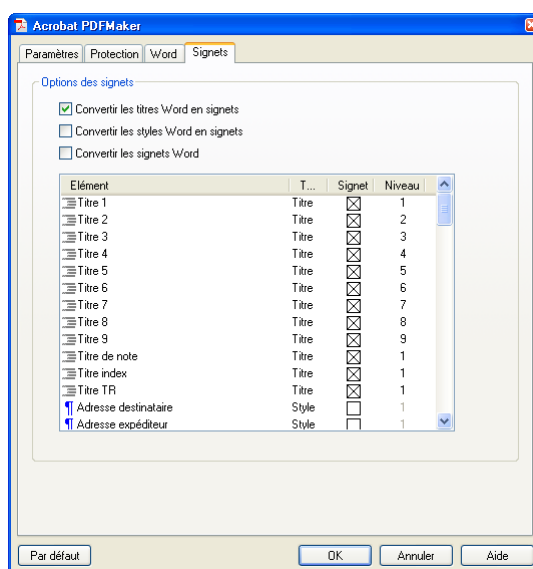 Acrobat PDFMaker
Paramètres Protection Word Signets
Options des signets
Convertir les titres Word en signets
Convertir les styles Word en signets
Convertir les signets Word
Elément T... Signet Niveau
Titre 1 Titre 1
Titre 2 Titre 2
Titre 3 Titre 3
Titre 4 Titre 4
Titre 5 Titre 5
Titre 6 Titre 6
Titre 7 Titre 7
Titre 8 Titre 8
Titre 9 Titre 9
Titre de note Titre 1
Titre index Titre 1
Titre TR Titre 1
¶ Adresse destinataire Style 1
¶ Adresse expéditeur Style 1
Par défaut OK Annuler Aide